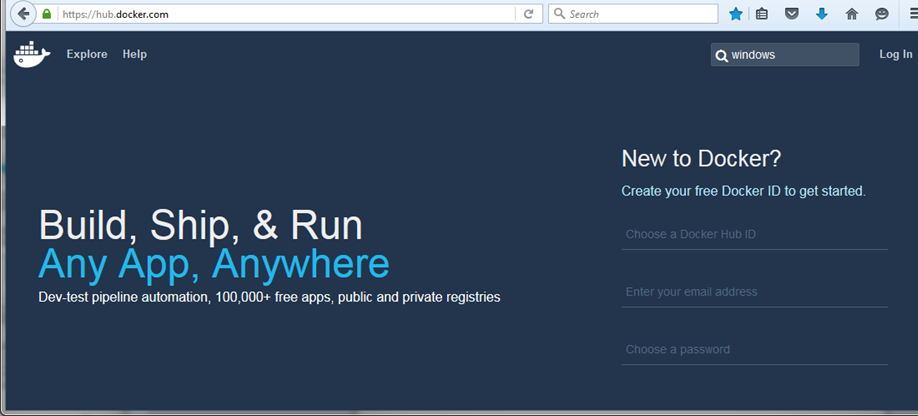 https://hub.docker.com
Search
Explore
Help
windows
Log In
New to Docker?
Create your free Docker ID to get started.
Choose a Docker Hub ID
Enter your email address
Choose a password
Build, Ship, & Run
Any App, Anywhere
Dev-test pipeline automation, 100,000+ free apps, public and private registries